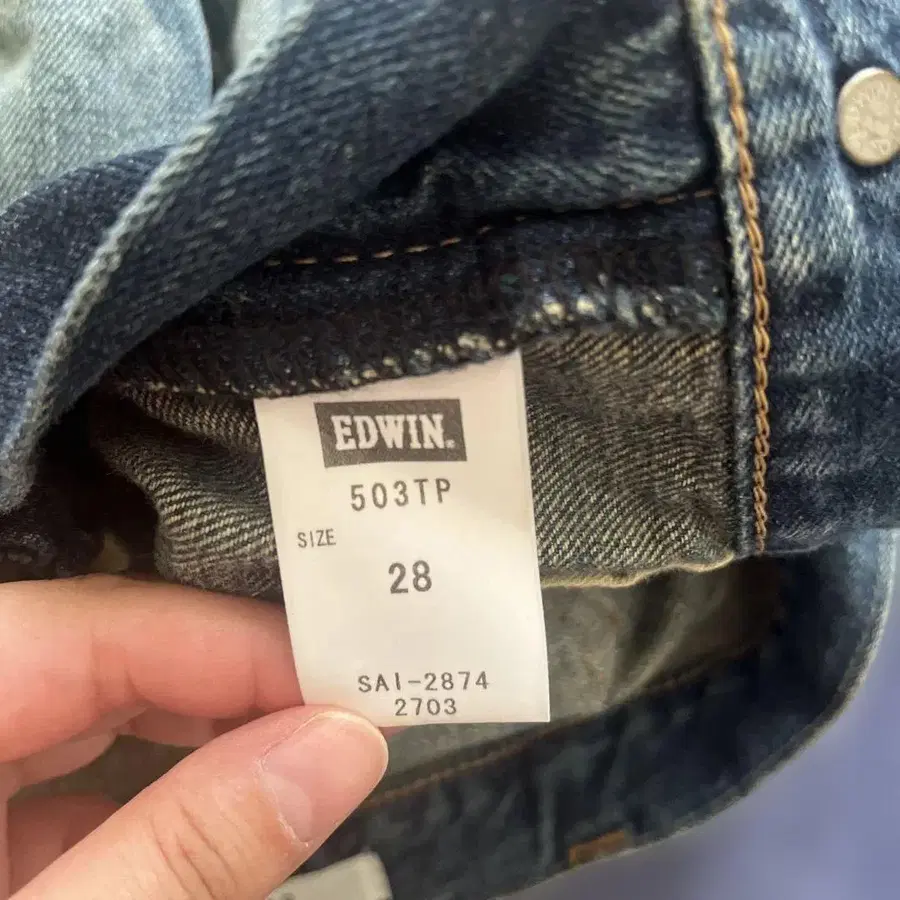 EDWIN.
503TP
SIZE
28
SAI-2874
2703